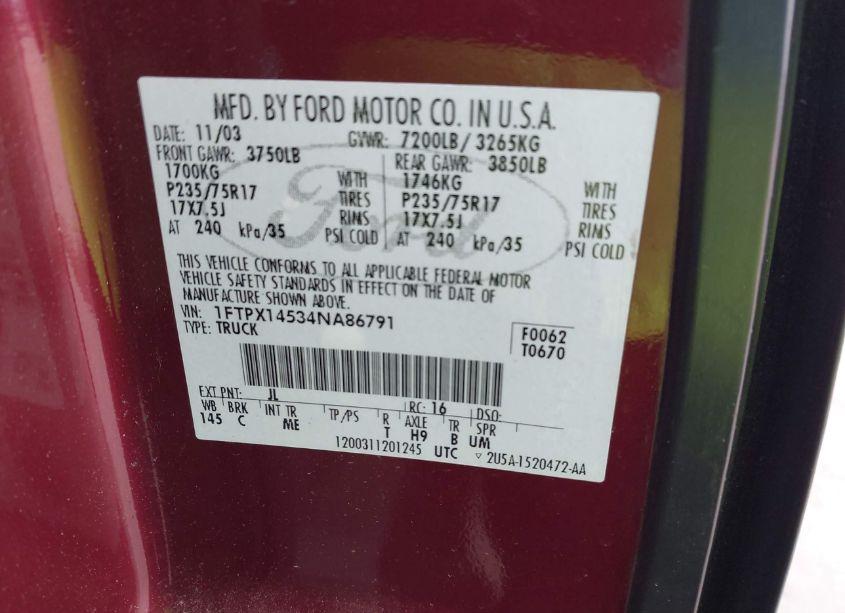 MFD. BY FORD MOTOR CO. IN U.S.A.
DATE: 11/03 GVWR: 7200LB/ 3265KG
FRONT GAWR: 3750LB REAR GAWR: 3850LB
1700KG WITH 1746KG WITH
P235/75R17 TIRES P235/75R17 TIRES
17X7.5J RIMS 17X7.5J RIMS
AT 240 kPa/35 PSI COLD AT 240 kPa/35 PSI COLD
Ford
THIS VEHICLE CONFORMS TO ALL APPLICABLE FEDERAL MOTOR
VEHICLE SAFETY STANDARDS IN EFFECT ON THE DATE OF
MANUFACTURE SHOWN ABOVE.
VIN: 1FTPX14534NA86791
TYPE: TRUCK
F0062
T0670
EXT PNT: JL RC: 16 DSO:
WB BRK INT TR TP/PS R AXLE TR SPR
145 C ME T H9 B UM
1200311201245 UTC ▽ 2U5A-1520472-AA